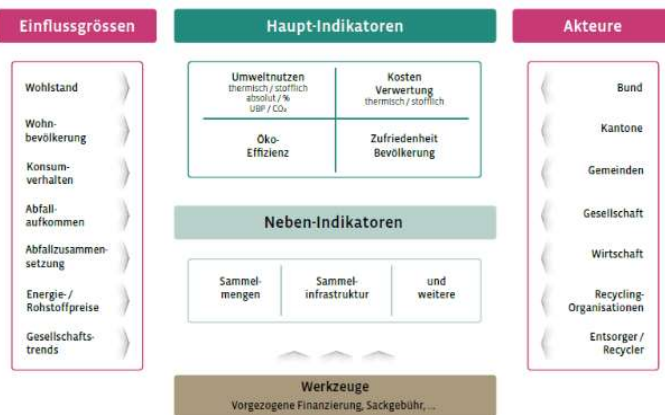 Einflussgrössen
Wohlstand
Wohn-
bevölkerung
Konsum-
verhalten
Abfall-
aufkommen
Abfallzusammen-
setzung
Energie-/
Rohstoffpreise
Gesellschafts-
trends
Haupt-Indikatoren
Umweltnutzen
thermisch / stofflich
absolut / %
UBP / CO₂
Kosten
Verwertung
thermisch / stofflich
Öko-
Effizienz
Zufriedenheit
Bevölkerung
Neben-Indikatoren
Sammel-
mengen
Sammel-
infrastruktur
und
weitere
Werkzeuge
Vorgezogene Finanzierung, Sackgebühr, ...
Akteure
Bund
Kantone
Gemeinden
Gesellschaft
Wirtschaft
Recycling-
Organisationen
Entsorger /
Recycler